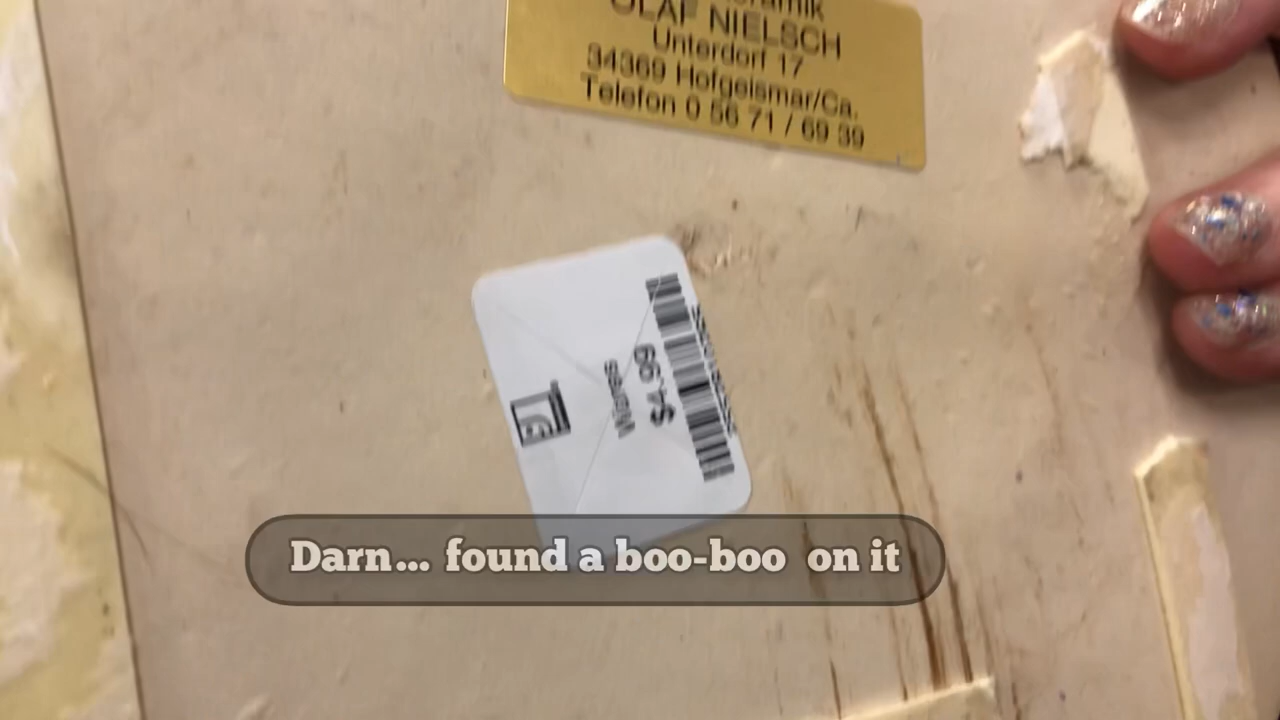 OLAF NIELSCH
Unterdorf 17
34369 Hofgeismar/Ca.
Telefon 0 56 71 / 69 39
$4.99
Wares
Darn... found a boo-boo on it